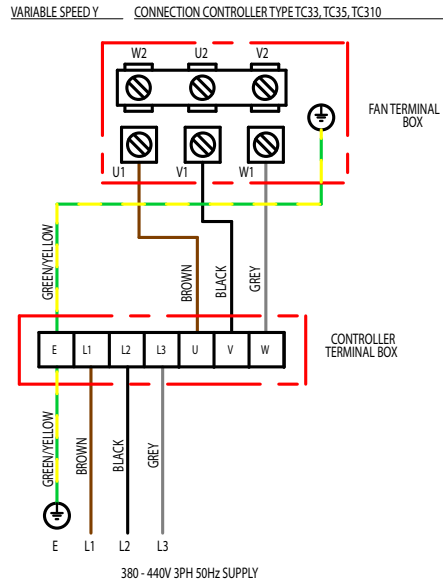 VARIABLE SPEED Y CONNECTION CONTROLLER TYPE TC33, TC35, TC310
W2 U2 V2
FAN TERMINAL
BOX
U1 V1 W1
GREEN/YELLOW
BROWN
BLACK
GREY
CONTROLLER
TERMINAL BOX
E L1 L2 L3 U V W
GREEN/YELLOW
BROWN
BLACK
GREY
E L1 L2 L3
380 - 440V 3PH 50Hz SUPPLY